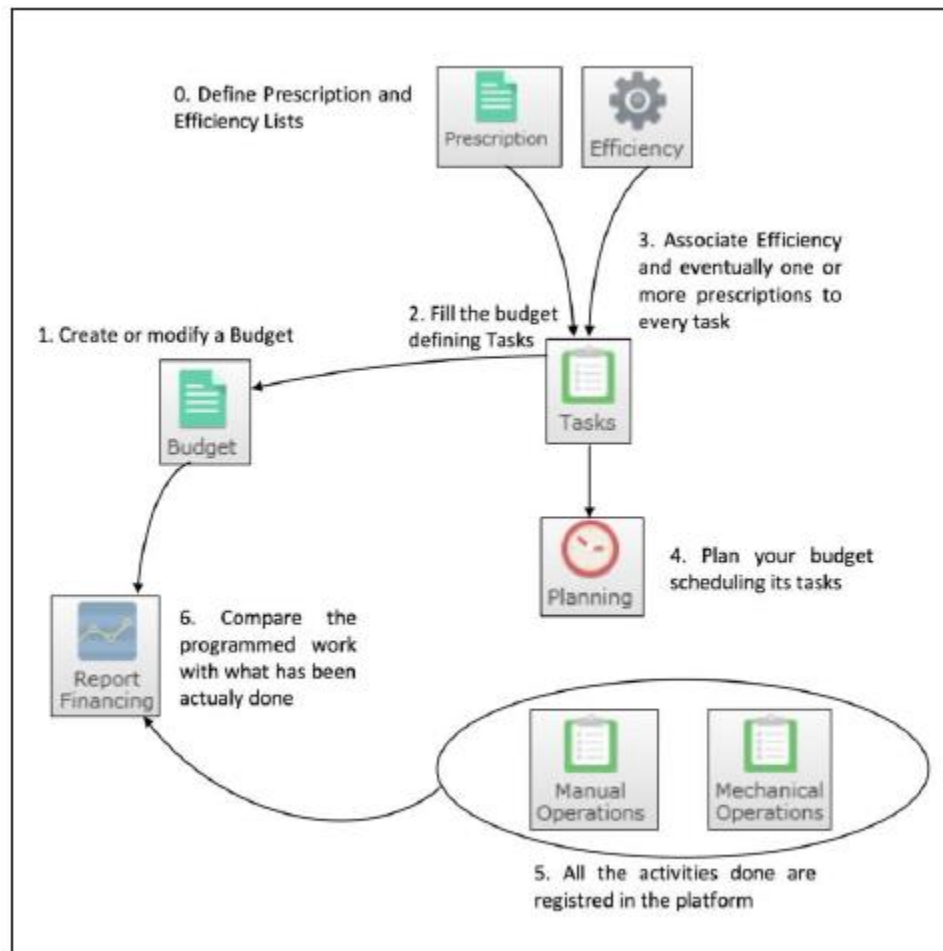 0. Define Prescription and
Efficiency Lists
Prescription
Efficiency
3. Associate Efficiency
and eventually one or
more prescriptions to
every task
2. Fill the budget
defining Tasks
1. Create or modify a Budget
Tasks
Budget
4. Plan your budget
scheduling its tasks
Planning
6. Compare the
programmed work
with what has been
actualy done
Report
Financing
Manual
Operations
Mechanical
Operations
5. All the activities done are
registred in the platform